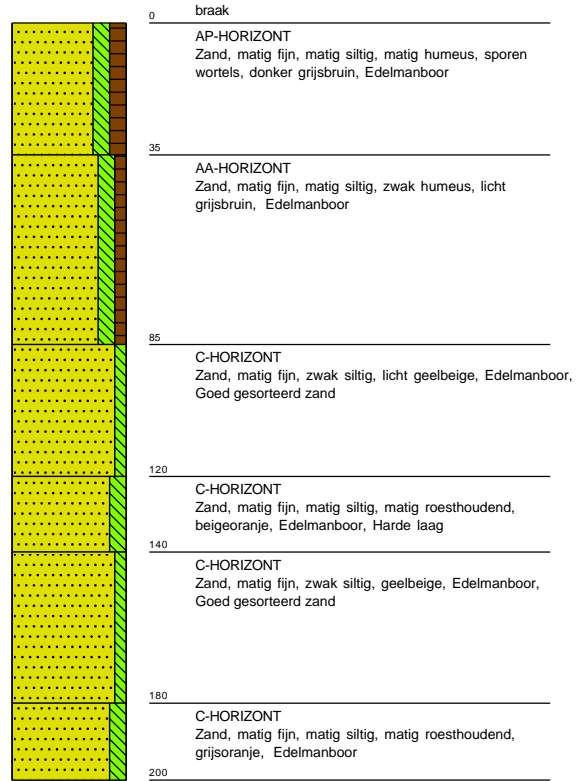 0
braak
AP-HORIZONT
Zand, matig fijn, matig siltig, matig humeus, sporen
wortels, donker grijsbruin, Edelmanboor
35
AA-HORIZONT
Zand, matig fijn, matig siltig, zwak humeus, licht
grijsbruin, Edelmanboor
85
C-HORIZONT
Zand, matig fijn, zwak siltig, licht geelbeige, Edelmanboor,
Goed gesorteerd zand
120
C-HORIZONT
Zand, matig fijn, matig siltig, matig roesthoudend,
beigeoranje, Edelmanboor, Harde laag
140
C-HORIZONT
Zand, matig fijn, zwak siltig, geelbeige, Edelmanboor,
Goed gesorteerd zand
180
C-HORIZONT
Zand, matig fijn, matig siltig, matig roesthoudend,
grijsoranje, Edelmanboor
200